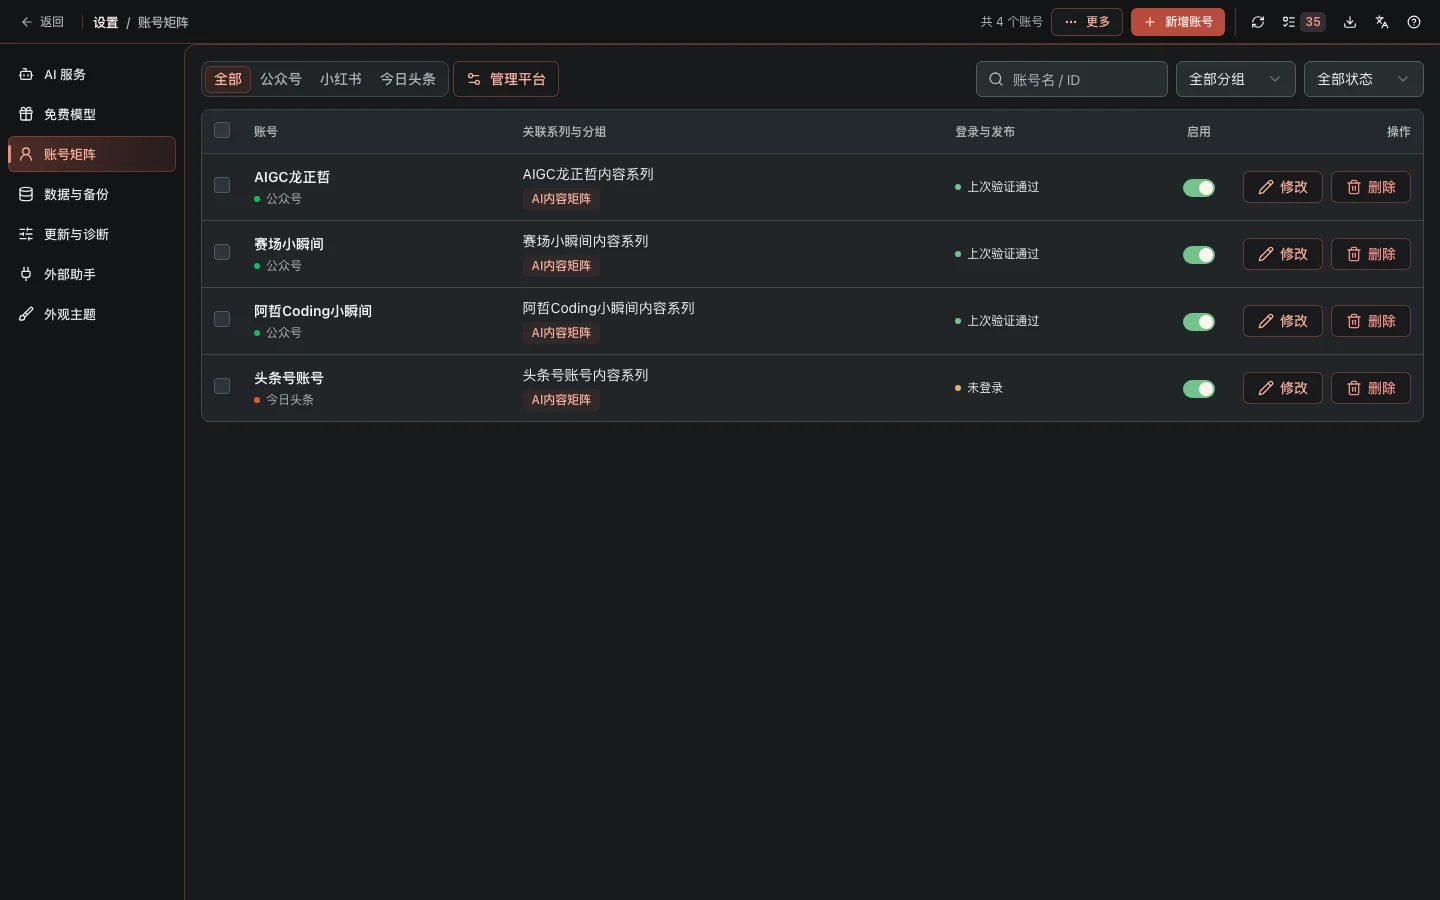 返回 设置 / 账号矩阵 共 4 个账号 更多 新增账号 35
AI 服务
免费模型
账号矩阵
数据与备份
更新与诊断
外部助手
外观主题
全部 公众号 小红书 今日头条 管理平台 账号名 / ID 全部分组 全部状态
账号 关联系列与分组 登录与发布 启用 操作
AIGC龙正哲 AIGC龙正哲内容系列 上次验证通过 修改 删除
公众号 AI内容矩阵
赛场小瞬间 赛场小瞬间内容系列 上次验证通过 修改 删除
公众号 AI内容矩阵
阿哲Coding小瞬间 阿哲Coding小瞬间内容系列 上次验证通过 修改 删除
公众号 AI内容矩阵
头条号账号 头条号账号内容系列 未登录 修改 删除
今日头条 AI内容矩阵